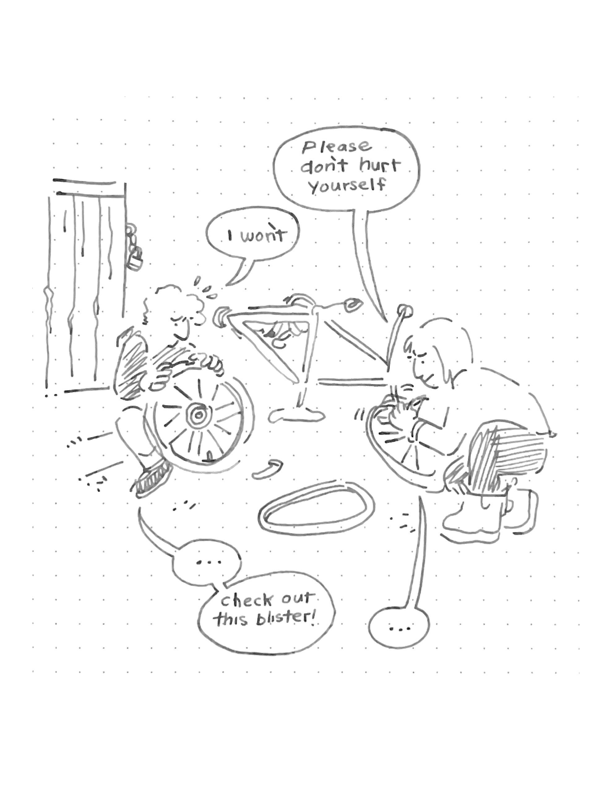 Please
don't hurt
yourself
I won't
...
check out
this blister!
...